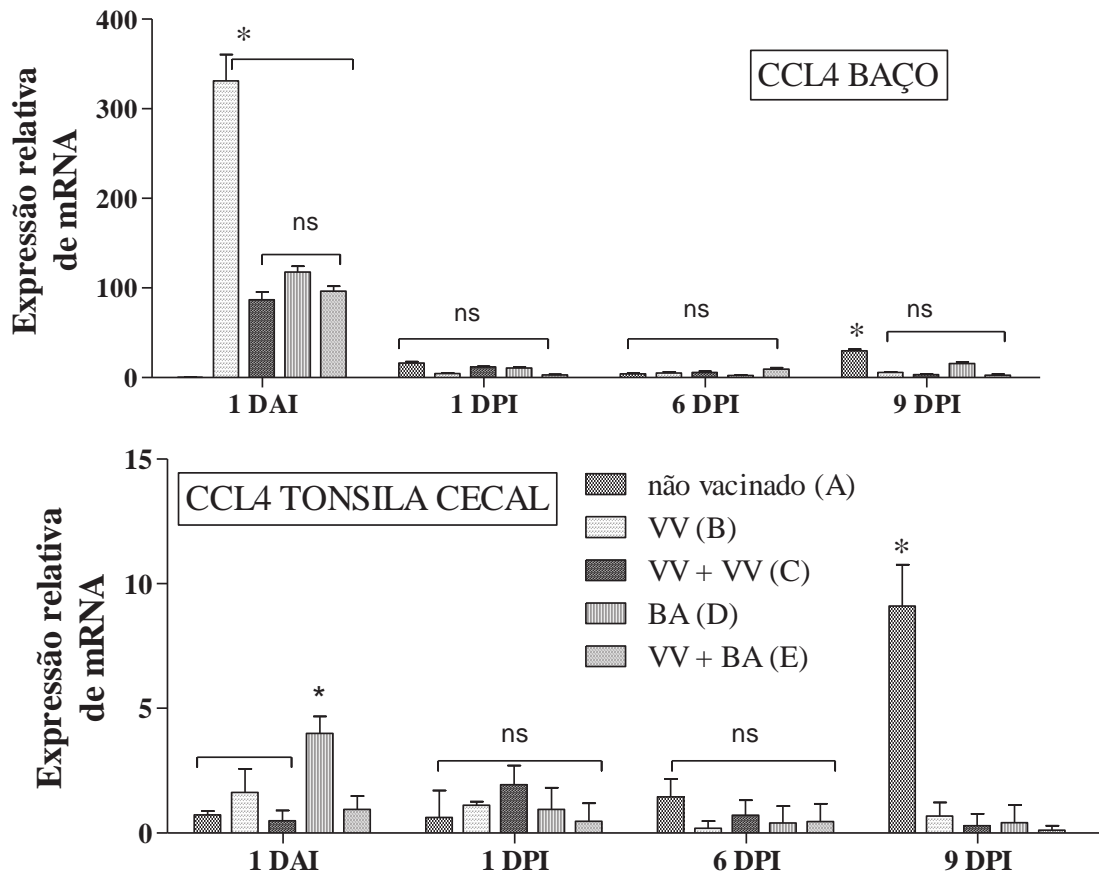 400
300
200
100
0
Expressão relativa
de mRNA
CCL4 BAÇO
*
ns
ns
ns
*
ns
1 DAI
1 DPI
6 DPI
9 DPI
15
10
5
0
Expressão relativa
de mRNA
CCL4 TONSILA CECAL
não vacinado (A)
VV (B)
VV + VV (C)
BA (D)
VV + BA (E)
*
ns
ns
*
1 DAI
1 DPI
6 DPI
9 DPI